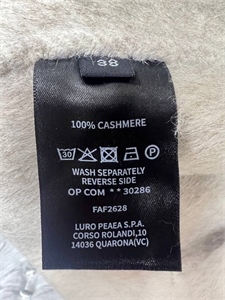 38
100% CASHMERE
30
P
WASH SEPARATELY
REVERSE SIDE
OP COM * * 30286
FAF2628
LURO PEAEA S.P.A.
CORSO ROLANDI,10
14036 QUARONA(VC)